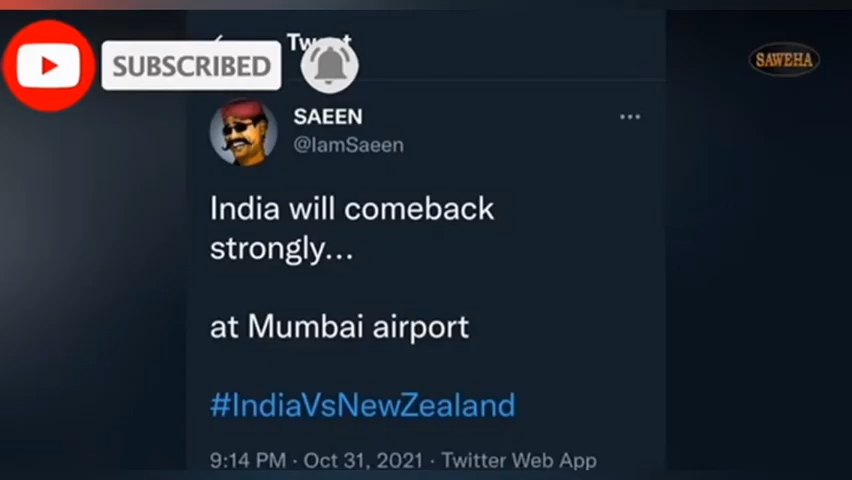 Tweet
SUBSCRIBED
SAWEHA
SAEEN
@IamSaeen
India will comeback
strongly...
at Mumbai airport
#IndiaVsNewZealand
9:14 PM · Oct 31, 2021 · Twitter Web App